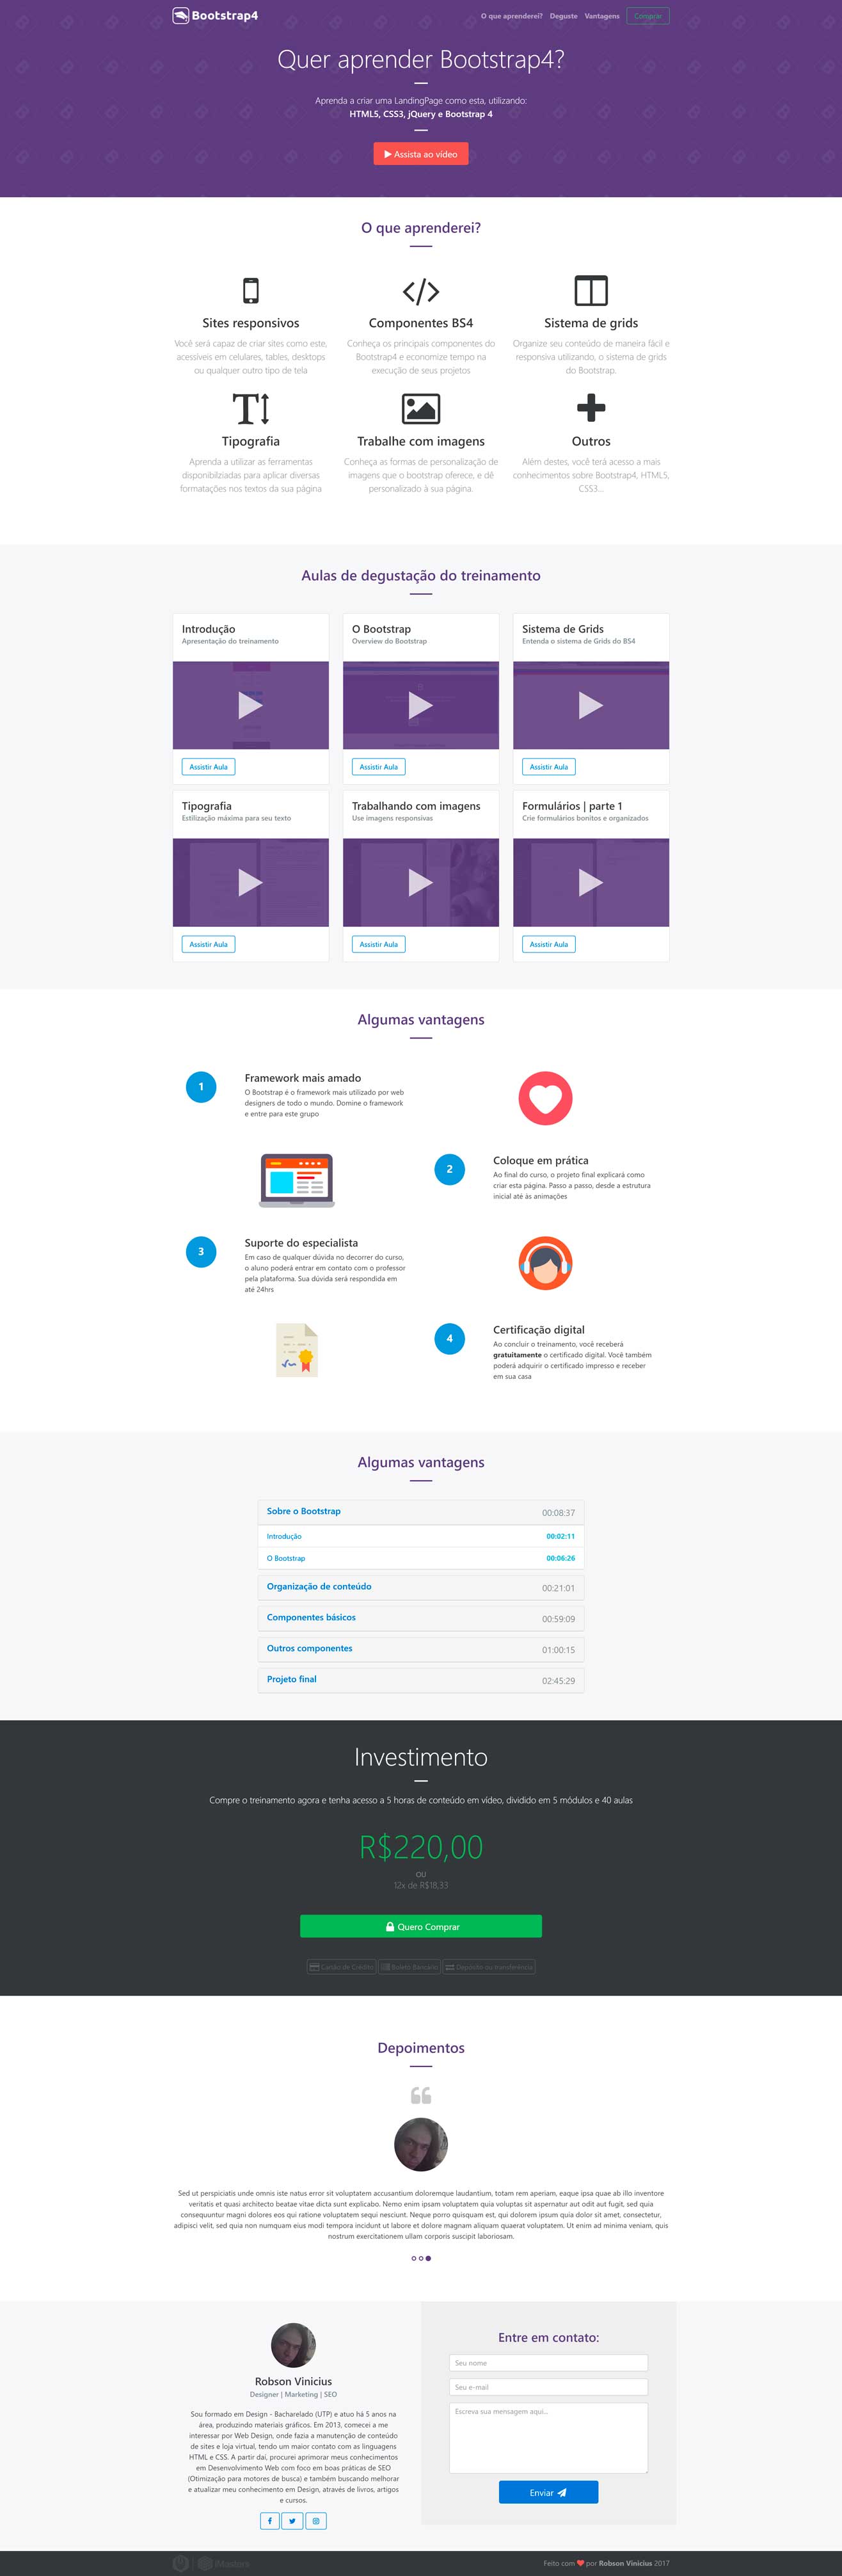 Bootstrap4
O que aprenderei? Deguste Vantagens Comprar
Quer aprender Bootstrap4?
Aprenda a criar uma LandingPage como esta, utilizando:
HTML5, CSS3, jQuery e Bootstrap 4
Assista ao vídeo
O que aprenderei?
Sites responsivos
Você será capaz de criar sites como este,
acessíveis em celulares, tables, desktops
ou qualquer outro tipo de tela
Componentes BS4
Conheça os principais componentes do
Bootstrap4 e economize tempo na
execução de seus projetos
Sistema de grids
Organize seu conteúdo de maneira fácil e
responsiva utilizando, o sistema de grids
do Bootstrap.
Tipografia
Aprenda a utilizar as ferramentas
disponibilziadas para aplicar diversas
formatações nos textos da sua página
Trabalhe com imagens
Conheça as formas de personalização de
imagens que o bootstrap oferece, e dê
personalizado à sua página.
Outros
Além destes, você terá acesso a mais
conhecimentos sobre Bootstrap4, HTML5,
CSS3...
Aulas de degustação do treinamento
Introdução
Apresentação do treinamento
Assistir Aula
O Bootstrap
Overview do Bootstrap
Assistir Aula
Sistema de Grids
Entenda o sistema de Grids do BS4
Assistir Aula
Tipografia
Estilização máxima para seu texto
Assistir Aula
Trabalhando com imagens
Use imagens responsivas
Assistir Aula
Formulários | parte 1
Crie formulários bonitos e organizados
Assistir Aula
Algumas vantagens
1
Framework mais amado
O Bootstrap é o framework mais utilizado por web
designers de todo o mundo. Domine o framework
e entre para este grupo
2
Coloque em prática
Ao final do curso, o projeto final explicará como
criar esta página. Passo a passo, desde a estrutura
inicial até às animações
3
Suporte do especialista
Em caso de qualquer dúvida no decorrer do curso,
o aluno poderá entrar em contato com o professor
pela plataforma. Sua dúvida será respondida em
até 24hrs
4
Certificação digital
Ao concluir o treinamento, você receberá
gratuitamente o certificado digital. Você também
poderá adquirir o certificado impresso e receber
em sua casa
Algumas vantagens
Sobre o Bootstrap 00:08:37
Introdução 00:02:11
O Bootstrap 00:06:26
Organização de conteúdo 00:21:01
Componentes básicos 00:59:09
Outros componentes 01:00:15
Projeto final 02:45:29
Investimento
Compre o treinamento agora e tenha acesso a 5 horas de conteúdo em vídeo, dividido em 5 módulos e 40 aulas
R$220,00
OU
12x de R$18,33
Quero Comprar
Cartão de Crédito Boleto Bancário Depósito ou transferência
Depoimentos
Sed ut perspiciatis unde omnis iste natus error sit voluptatem accusantium doloremque laudantium, totam rem aperiam, eaque ipsa quae ab illo inventore
veritatis et quasi architecto beatae vitae dicta sunt explicabo. Nemo enim ipsam voluptatem quia voluptas sit aspernatur aut odit aut fugit, sed quia
consequuntur magni dolores eos qui ratione voluptatem sequi nesciunt. Neque porro quisquam est, qui dolorem ipsum quia dolor sit amet, consectetur,
adipisci velit, sed quia non numquam eius modi tempora incidunt ut labore et dolore magnam aliquam quaerat voluptatem. Ut enim ad minima veniam, quis
nostrum exercitationem ullam corporis suscipit laboriosam.
Robson Vinicius
Designer | Marketing | SEO
Sou formado em Design - Bacharelado (UTP) e atuo há 5 anos na
área, produzindo materiais gráficos. Em 2013, comecei a me
interessar por Web Design, onde fazia a manutenção de conteúdo
de sites e loja virtual, tendo um maior contato com as linguagens
HTML e CSS. A partir daí, procurei aprimorar meus conhecimentos
em Desenvolvimento Web com foco em boas práticas de SEO
(Otimização para motores de busca) e também buscando melhorar
e atualizar meu conhecimento em Design, através de livros, artigos
e cursos.
Entre em contato:
Seu nome
Seu e-mail
Escreva sua mensagem aqui...
Enviar
iMasters
Feito com ❤ por Robson Vinicius 2017